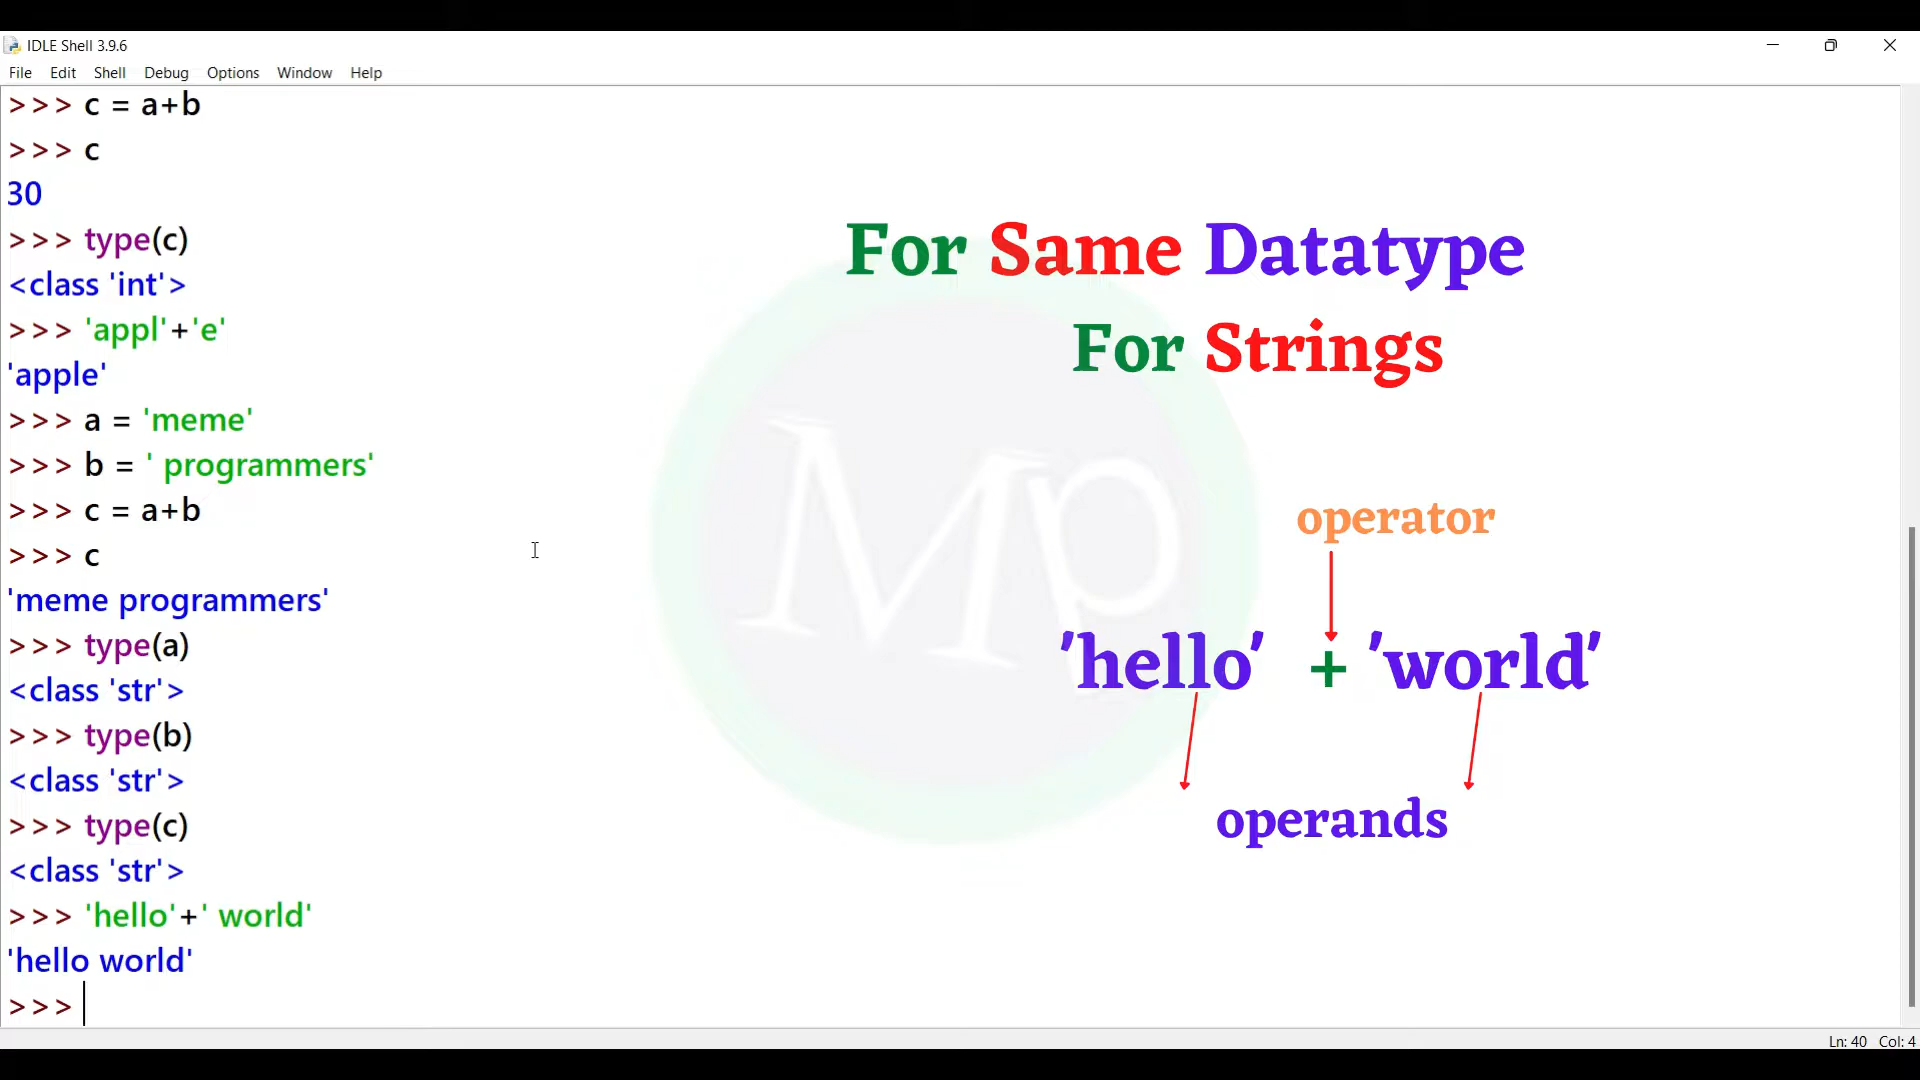 IDLE Shell 3.9.6
File Edit Shell Debug Options Window Help
>>> c = a+b
>>> c
30
>>> type(c)
<class 'int'>
>>> 'appl'+'e'
'apple'
>>> a = 'meme'
>>> b = ' programmers'
>>> c = a+b
>>> c
'meme programmers'
>>> type(a)
<class 'str'>
>>> type(b)
<class 'str'>
>>> type(c)
<class 'str'>
>>> 'hello'+' world'
'hello world'
>>>
For Same Datatype
For Strings
operator
'hello' + 'world'
operands
Mp
Ln: 40 Col: 4